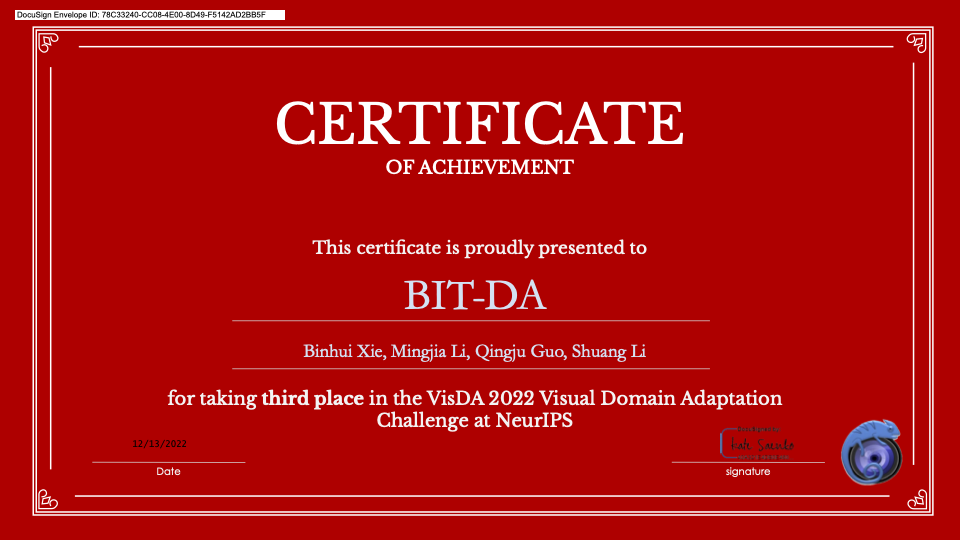 DocuSign Envelope ID: 78C33240-CC08-4E00-8D49-F5142AD2BB5F
CERTIFICATE
OF ACHIEVEMENT
This certificate is proudly presented to
BIT-DA
Binhui Xie, Mingjia Li, Qingju Guo, Shuang Li
for taking third place in the VisDA 2022 Visual Domain Adaptation
Challenge at NeurIPS
12/13/2022
Date
signature